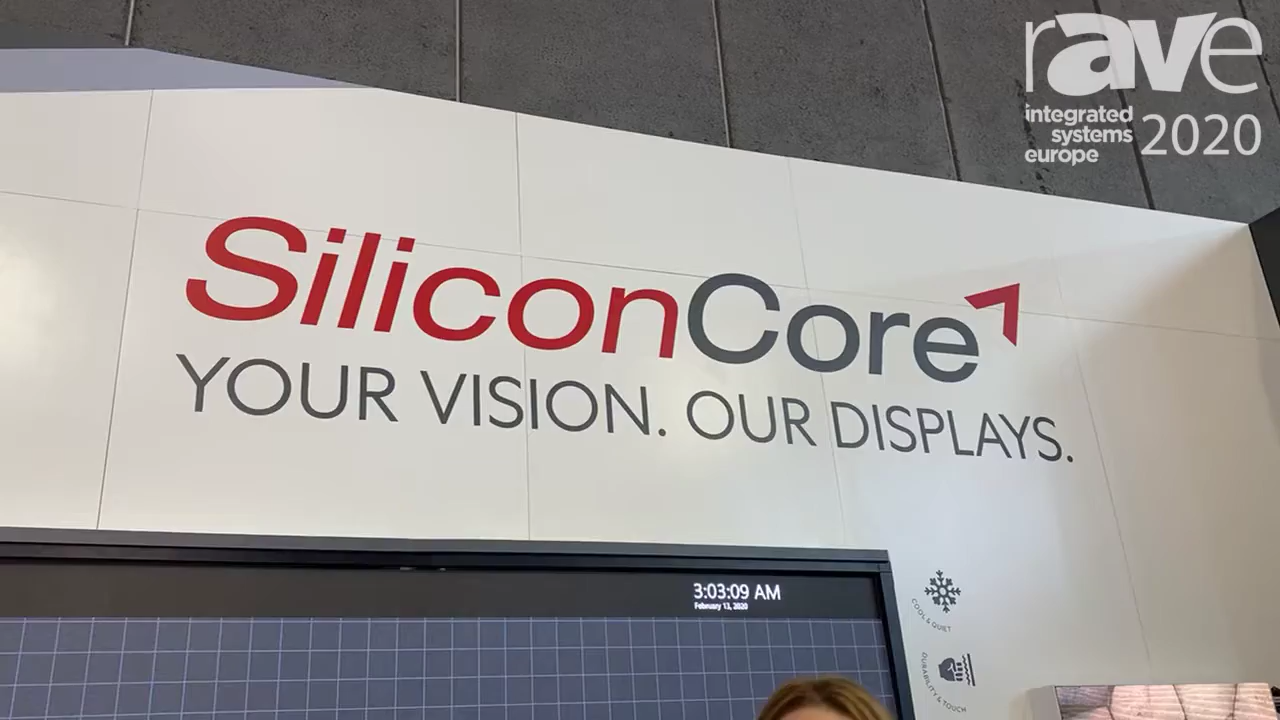 rave
integrated
systems
europe
2020
SiliconCore
YOUR VISION. OUR DISPLAYS.
3:03:09 AM
February 13, 2020
COOL & QUIET
DURABILITY & TOUCH